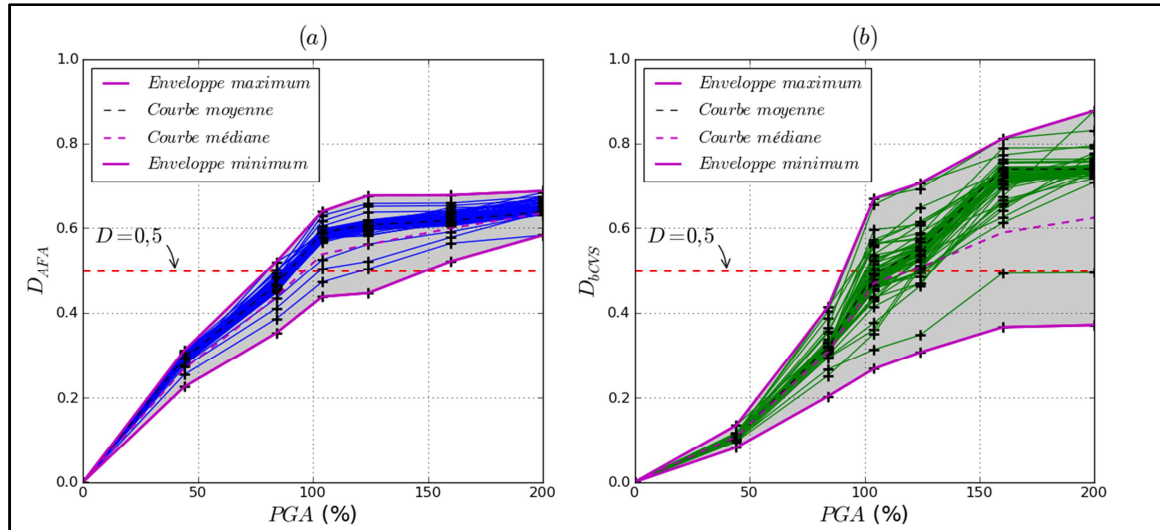 (a)
1.0
0.8
0.6
0.4
0.2
0.0
D_AFA
Enveloppe maximum
Courbe moyenne
Courbe médiane
Enveloppe minimum
D=0,5
0
50
100
150
200
PGA (%)
(b)
1.0
0.8
0.6
0.4
0.2
0.0
D_bCVS
Enveloppe maximum
Courbe moyenne
Courbe médiane
Enveloppe minimum
D=0,5
0
50
100
150
200
PGA (%)